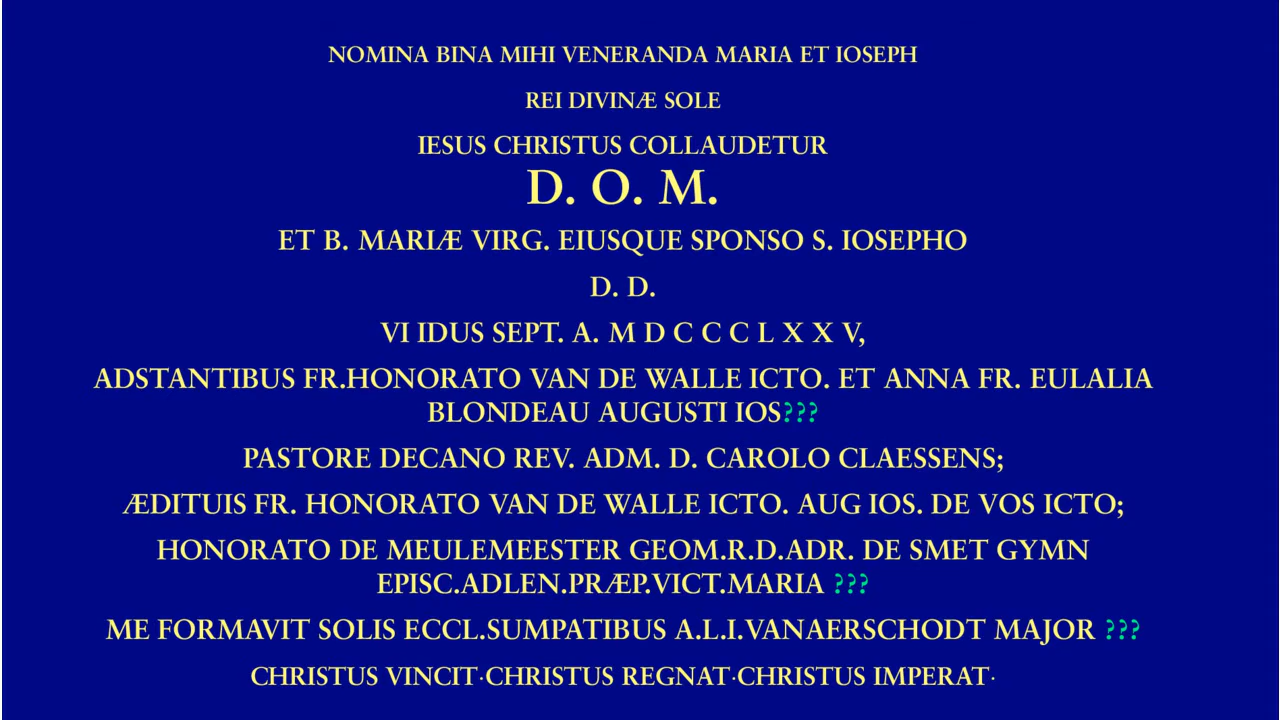 NOMINA BINA MIHI VENERANDA MARIA ET IOSEPH
REI DIVINÆ SOLE
IESUS CHRISTUS COLLAUDETUR
D. O. M.
ET B. MARIÆ VIRG. EIUSQUE SPONSO S. IOSEPHO
D. D.
VI IDUS SEPT. A. M D C C C L X X V,
ADSTANTIBUS FR.HONORATO VAN DE WALLE ICTO. ET ANNA FR. EULALIA
BLONDEAU AUGUSTI IOS???
PASTORE DECANO REV. ADM. D. CAROLO CLAESSENS;
ÆDITUIS FR. HONORATO VAN DE WALLE ICTO. AUG IOS. DE VOS ICTO;
HONORATO DE MEULEMEESTER GEOM.R.D.ADR. DE SMET GYMN
EPISC.ADLEN.PRÆP.VICT.MARIA ???
ME FORMAVIT SOLIS ECCL.SUMPATIBUS A.L.I.VANAERSCHODT MAJOR ???
CHRISTUS VINCIT·CHRISTUS REGNAT·CHRISTUS IMPERAT·